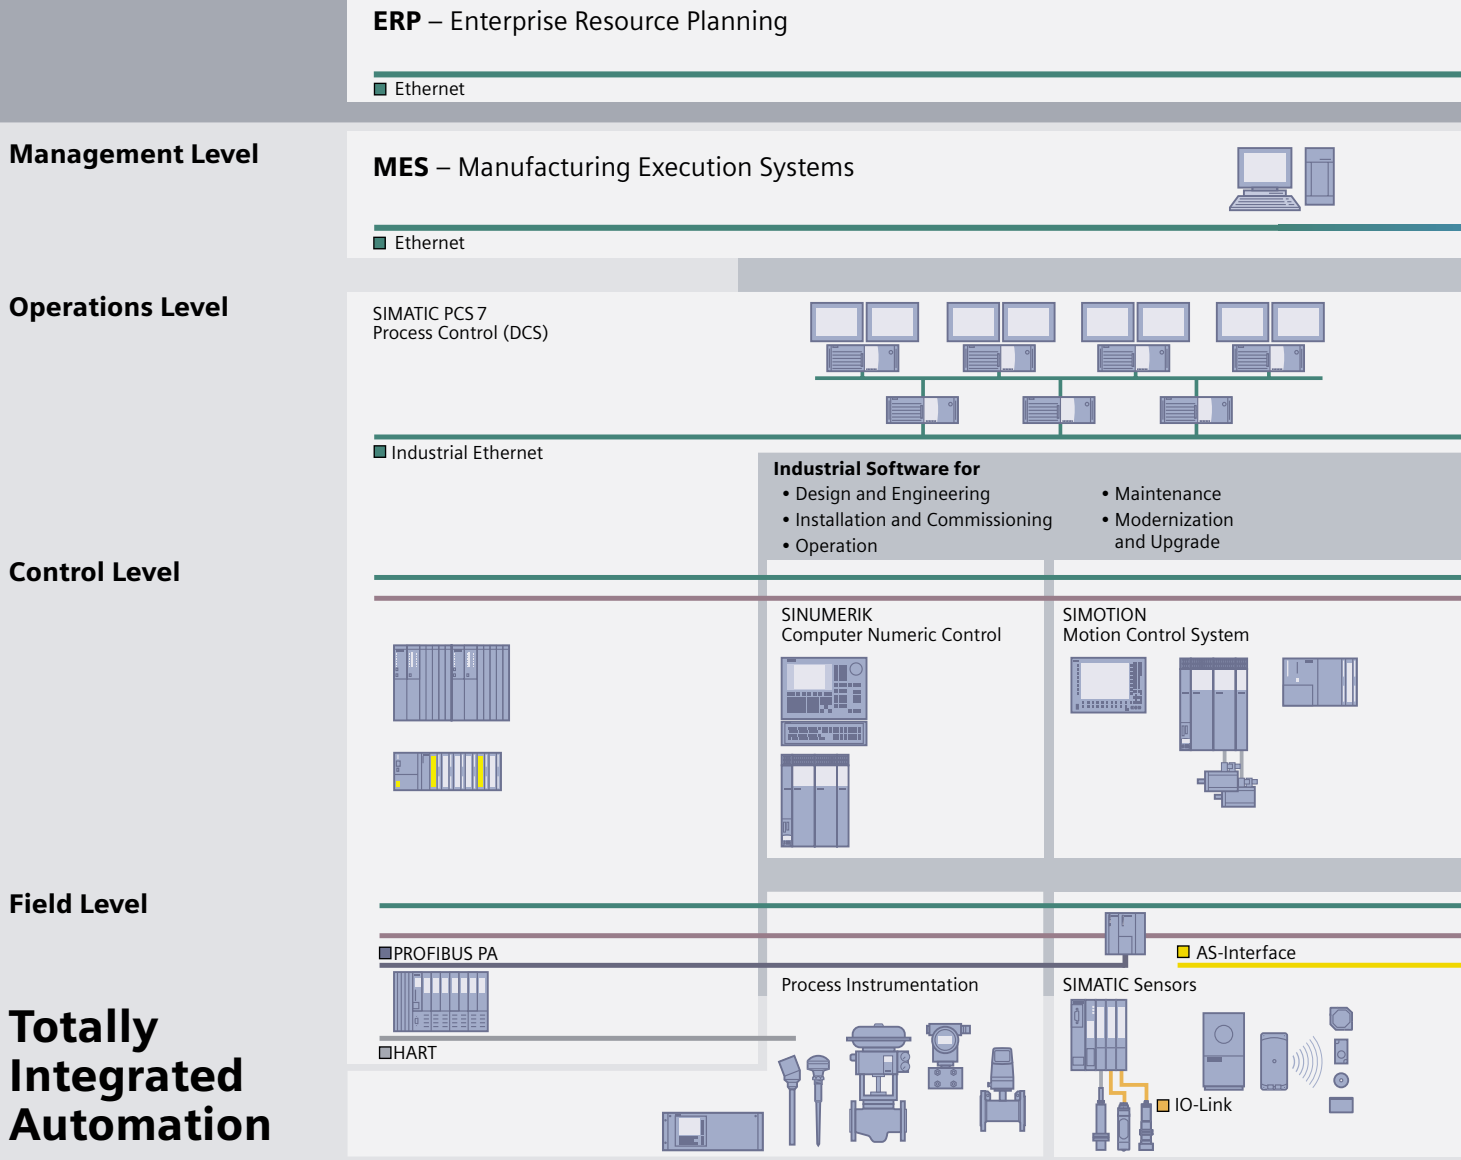 ERP – Enterprise Resource Planning
Ethernet
Management Level
MES – Manufacturing Execution Systems
Ethernet
Operations Level
SIMATIC PCS 7
Process Control (DCS)
Industrial Ethernet
Industrial Software for
• Design and Engineering
• Installation and Commissioning
• Operation
• Maintenance
• Modernization
and Upgrade
Control Level
SINUMERIK
Computer Numeric Control
SIMOTION
Motion Control System
Field Level
PROFIBUS PA
AS-Interface
Process Instrumentation
SIMATIC Sensors
HART
IO-Link
Totally
Integrated
Automation